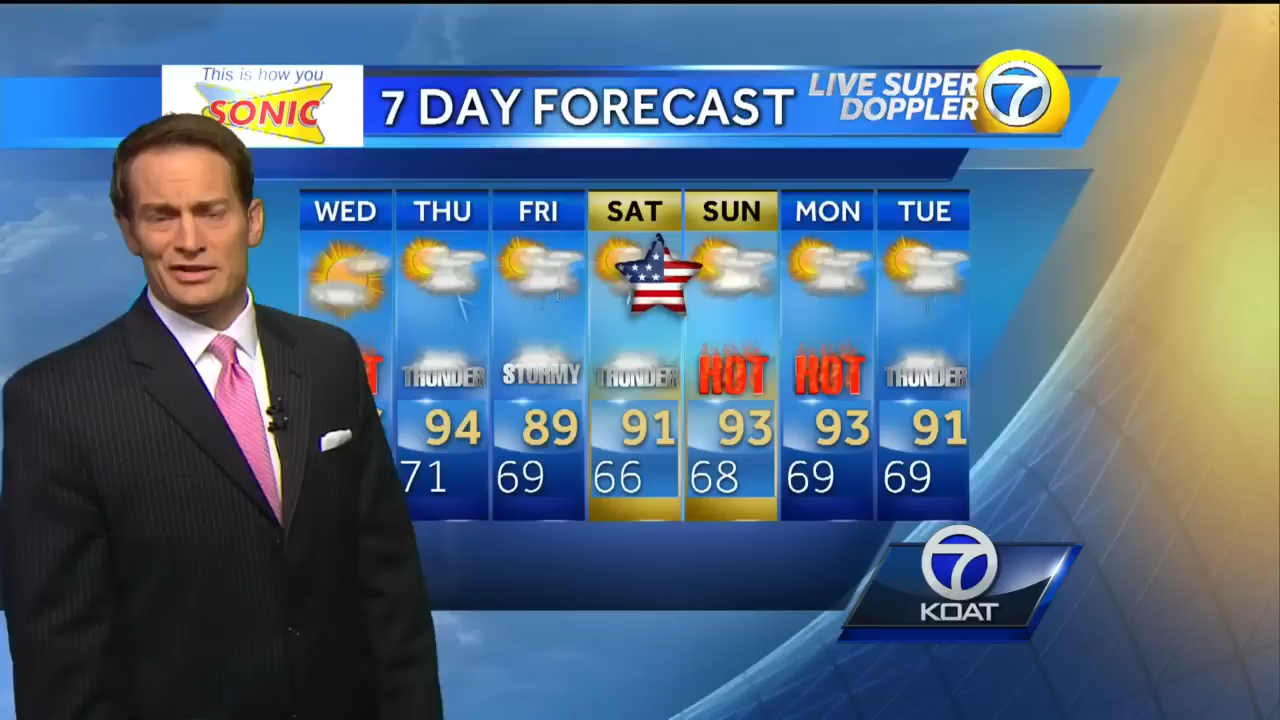 This is how you
SONIC
7 DAY FORECAST
LIVE SUPER
DOPPLER
7
WED THU FRI SAT SUN MON TUE
THUNDER STORMY THUNDER HOT HOT THUNDER
94 89 91 93 93 91
71 69 66 68 69 69
7
KOAT